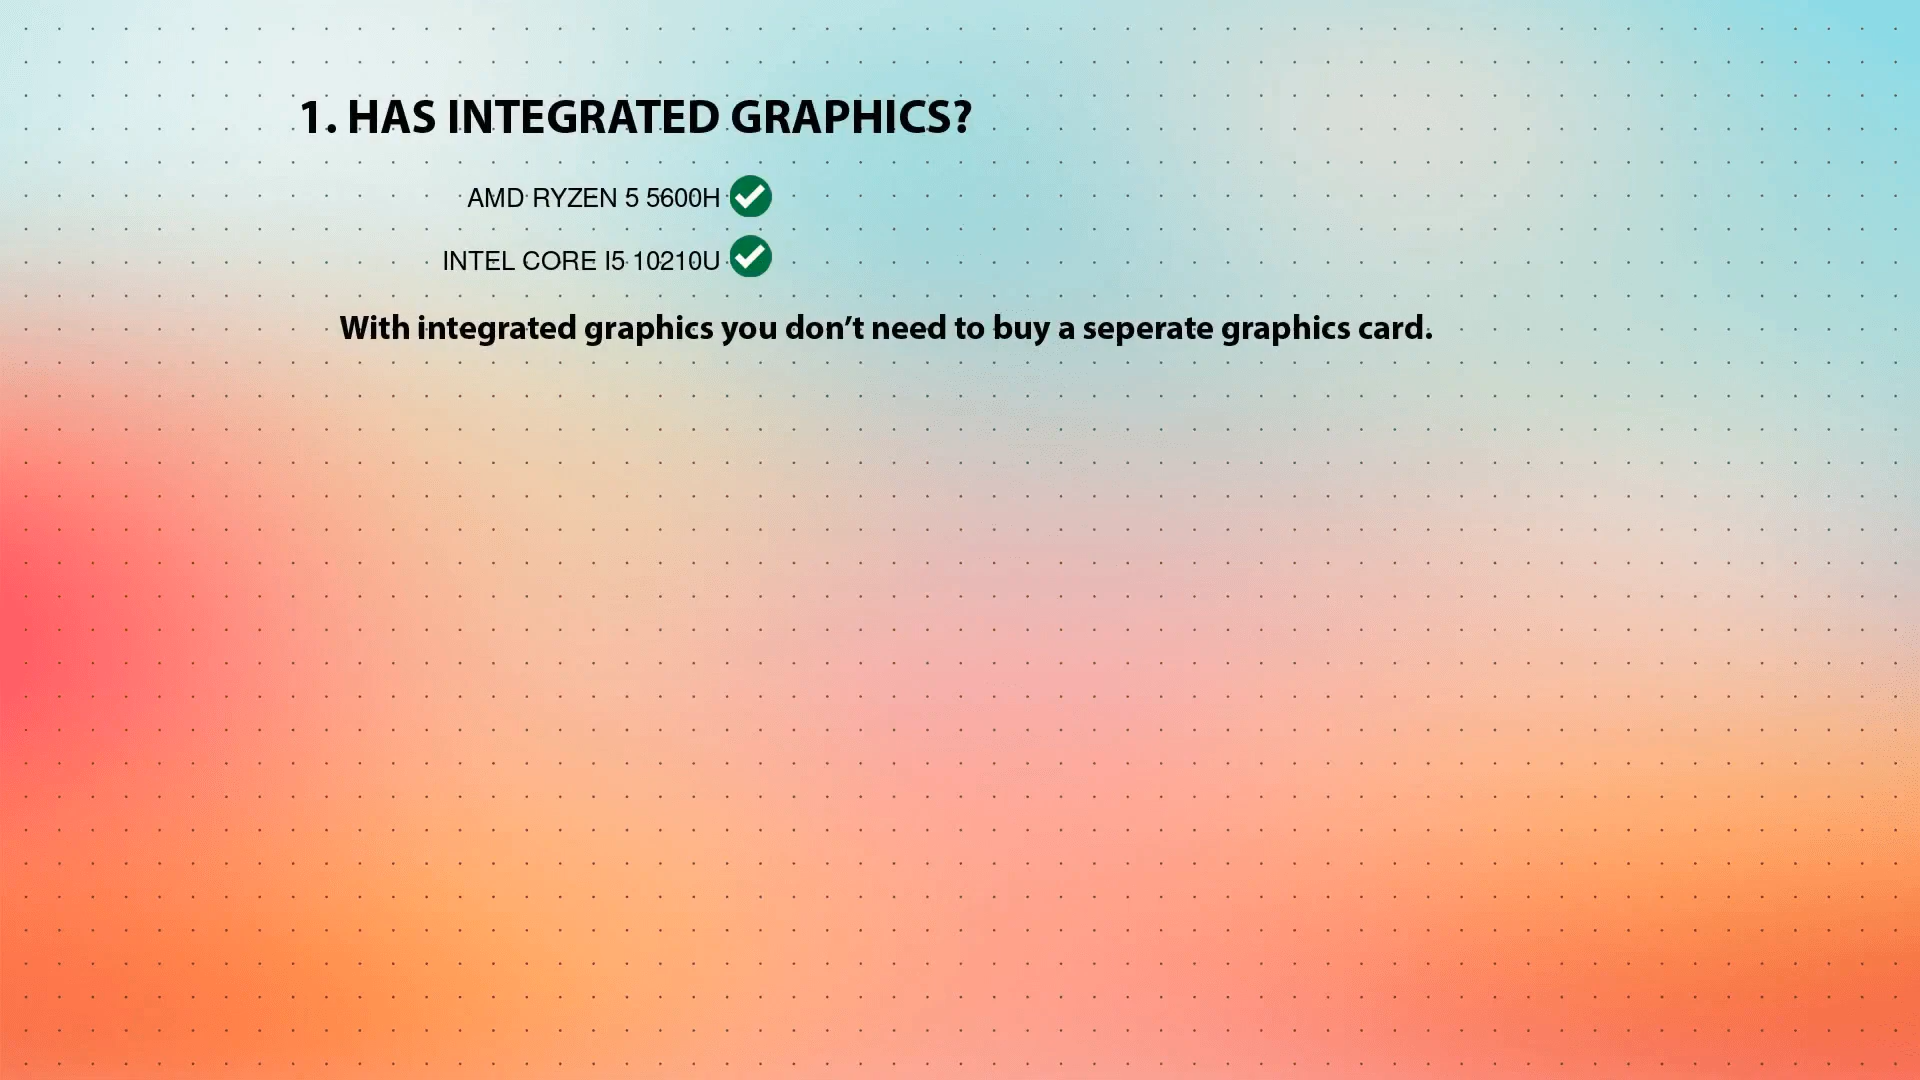 1. HAS INTEGRATED GRAPHICS?
AMD RYZEN 5 5600H
INTEL CORE I5 10210U
With integrated graphics you don’t need to buy a seperate graphics card.